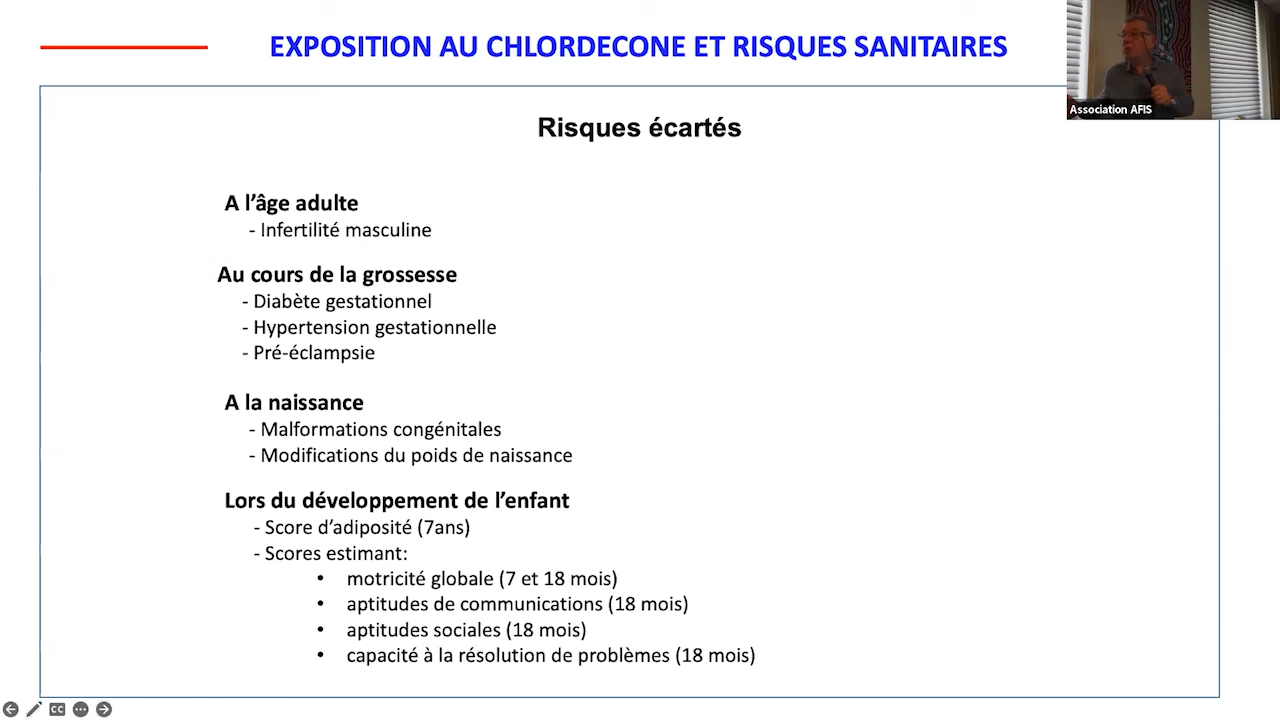 EXPOSITION AU CHLORDECONE ET RISQUES SANITAIRES
Association AFIS
Risques écartés
A l'âge adulte
- Infertilité masculine
Au cours de la grossesse
- Diabète gestationnel
- Hypertension gestationnelle
- Pré-éclampsie
A la naissance
- Malformations congénitales
- Modifications du poids de naissance
Lors du développement de l'enfant
- Score d'adiposité (7ans)
- Scores estimant:
• motricité globale (7 et 18 mois)
• aptitudes de communications (18 mois)
• aptitudes sociales (18 mois)
• capacité à la résolution de problèmes (18 mois)
CC